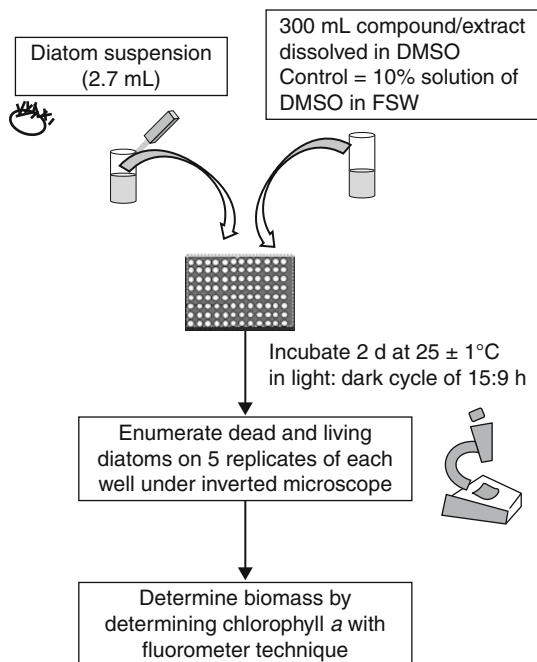 Diatom suspension
(2.7 mL)
300 mL compound/extract
dissolved in DMSO
Control = 10% solution of
DMSO in FSW
Incubate 2 d at 25 ± 1°C
in light: dark cycle of 15:9 h
Enumerate dead and living
diatoms on 5 replicates of each
well under inverted microscope
Determine biomass by
determining chlorophyll a with
fluorometer technique